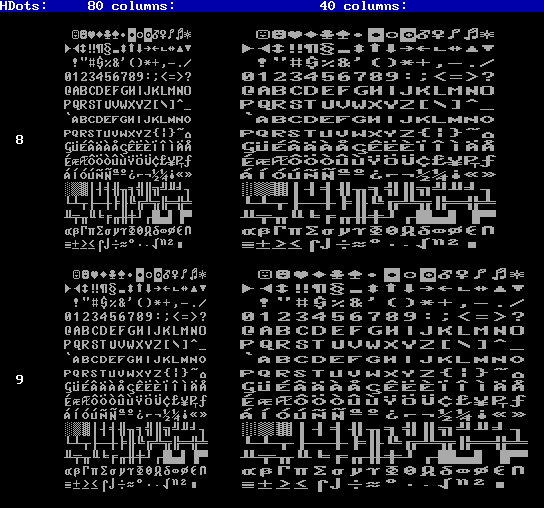 HDots: 80 columns: 40 columns:
8
☺☻♥♦♣♠•◘○◙♂♀♪♫☼
►◄↕‼¶§▬↨↑↓→←∟↔▲▼
!"#$%&'()*+,-./
0123456789:;<=>?
@ABCDEFGHIJKLMNO
PQRSTUVWXYZ[\]^_
`ABCDEFGHIJKLMNO
PQRSTUVWXYZ{¦}~⌂
ÇÜÉÂÄÀÅÇÊËÈÏÎÌÄÅ
ÉæÆÔÖÒÛÙŸÖÜ¢£¥₧ƒ
ÁÍÓÚÑÑªº¿⌐¬½¼¡«»
░▒▓│┤╡╢╖╕╣║╗╝╜╛┐
└┴┬├─┼╞╟╚╔╩╦╠═╬╧
╨╤╥╙╘╒╓╫╪┘┌█▄▌▐▀
αßΓπΣσµτΦΘΩδ∞φε∩
≡±≥≤⌠⌡÷≈°∙·√ⁿ²■
☺☻♥♦♣♠•◘○◙♂♀♪♫☼
►◄↕‼¶§▬↨↑↓→←∟↔▲▼
!"#$%&'()*+,-./
0123456789:;<=>?
@ABCDEFGHIJKLMNO
PQRSTUVWXYZ[\]^_
`ABCDEFGHIJKLMNO
PQRSTUVWXYZ{¦}~⌂
ÇÜÉÂÄÀÅÇÊËÈÏÎÌÄÅ
ÉæÆÔÖÒÛÙŸÖÜ¢£¥₧ƒ
ÁÍÓÚÑÑªº¿⌐¬½¼¡«»
░▒▓│┤╡╢╖╕╣║╗╝╜╛┐
└┴┬├─┼╞╟╚╔╩╦╠═╬╧
╨╤╥╙╘╒╓╫╪┘┌█▄▌▐▀
αßΓπΣσµτΦΘΩδ∞φε∩
≡±≥≤⌠⌡÷≈°∙·√ⁿ²■
9
☺☻♥♦♣♠•◘○◙♂♀♪♫☼
►◄↕‼¶§▬↨↑↓→←∟↔▲▼
!"#$%&'()*+,-./
0123456789:;<=>?
@ABCDEFGHIJKLMNO
PQRSTUVWXYZ[\]^_
`ABCDEFGHIJKLMNO
PQRSTUVWXYZ{¦}~⌂
ÇÜÉÂÄÀÅÇÊËÈÏÎÌÄÅ
ÉæÆÔÖÒÛÙŸÖÜ¢£¥₧ƒ
ÁÍÓÚÑÑªº¿⌐¬½¼¡«»
░▒▓│┤╡╢╖╕╣║╗╝╜╛┐
└┴┬├─┼╞╟╚╔╩╦╠═╬╧
╨╤╥╙╘╒╓╫╪┘┌█▄▌▐▀
αßΓπΣσµτΦΘΩδ∞φε∩
≡±≥≤⌠⌡÷≈°∙·√ⁿ²■
☺☻♥♦♣♠•◘○◙♂♀♪♫☼
►◄↕‼¶§▬↨↑↓→←∟↔▲▼
!"#$%&'()*+,-./
0123456789:;<=>?
@ABCDEFGHIJKLMNO
PQRSTUVWXYZ[\]^_
`ABCDEFGHIJKLMNO
PQRSTUVWXYZ{¦}~⌂
ÇÜÉÂÄÀÅÇÊËÈÏÎÌÄÅ
ÉæÆÔÖÒÛÙŸÖÜ¢£¥₧ƒ
ÁÍÓÚÑÑªº¿⌐¬½¼¡«»
░▒▓│┤╡╢╖╕╣║╗╝╜╛┐
└┴┬├─┼╞╟╚╔╩╦╠═╬╧
╨╤╥╙╘╒╓╫╪┘┌█▄▌▐▀
αßΓπΣσµτΦΘΩδ∞φε∩
≡±≥≤⌠⌡÷≈°∙·√ⁿ²■